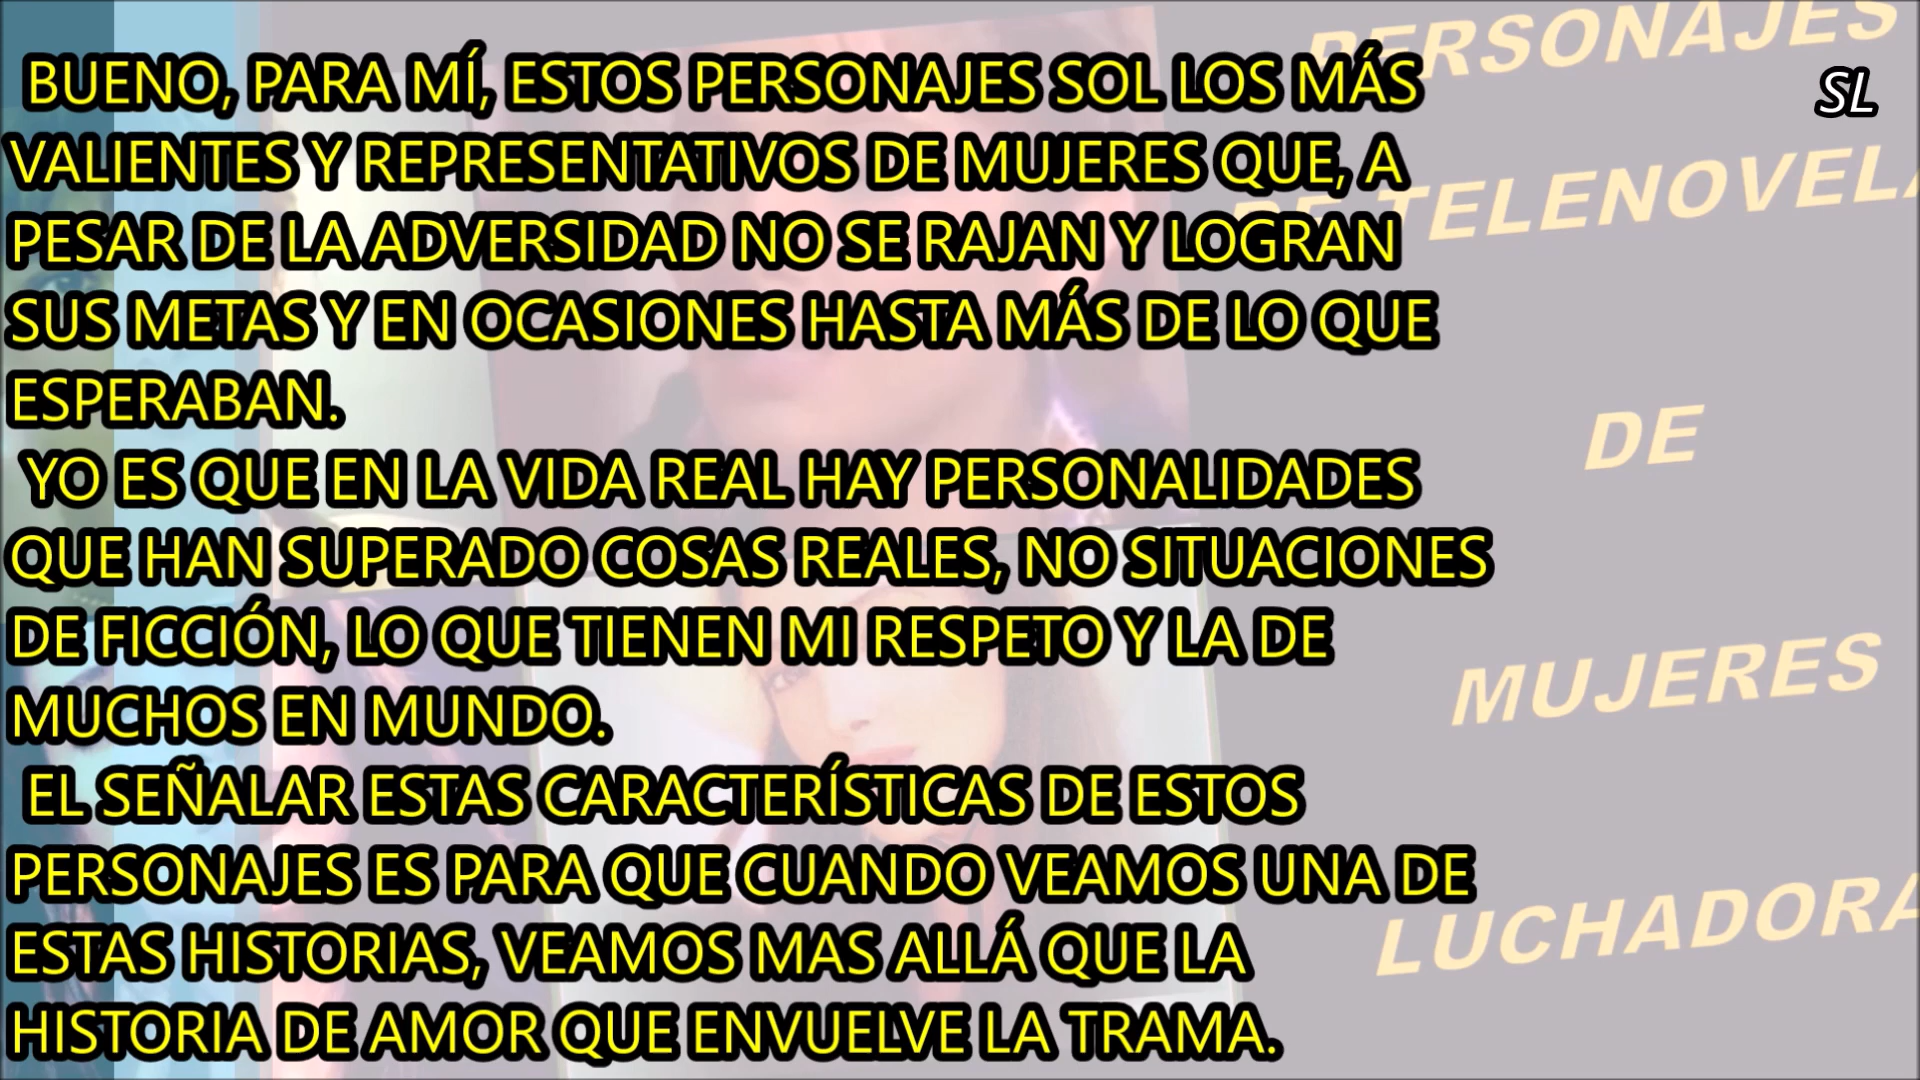 BUENO, PARA MÍ, ESTOS PERSONAJES SOL LOS MÁS
VALIENTES Y REPRESENTATIVOS DE MUJERES QUE, A
PESAR DE LA ADVERSIDAD NO SE RAJAN Y LOGRAN
SUS METAS Y EN OCASIONES HASTA MÁS DE LO QUE
ESPERABAN.
YO ES QUE EN LA VIDA REAL HAY PERSONALIDADES
QUE HAN SUPERADO COSAS REALES, NO SITUACIONES
DE FICCIÓN, LO QUE TIENEN MI RESPETO Y LA DE
MUCHOS EN MUNDO.
EL SEÑALAR ESTAS CARACTERÍSTICAS DE ESTOS
PERSONAJES ES PARA QUE CUANDO VEAMOS UNA DE
ESTAS HISTORIAS, VEAMOS MAS ALLÁ QUE LA
HISTORIA DE AMOR QUE ENVUELVE LA TRAMA.
PERSONAJES
SL
DE TELENOVELA
DE
MUJERES
LUCHADORA